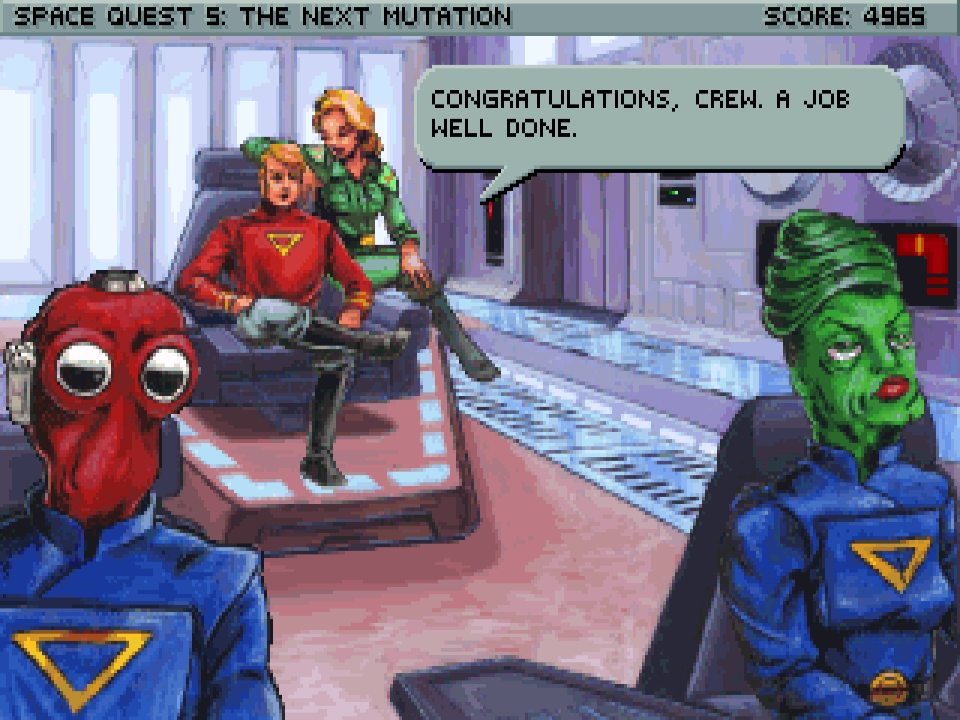 SPACE QUEST 5: THE NEXT MUTATION SCORE: 4965
CONGRATULATIONS, CREW. A JOB
WELL DONE.